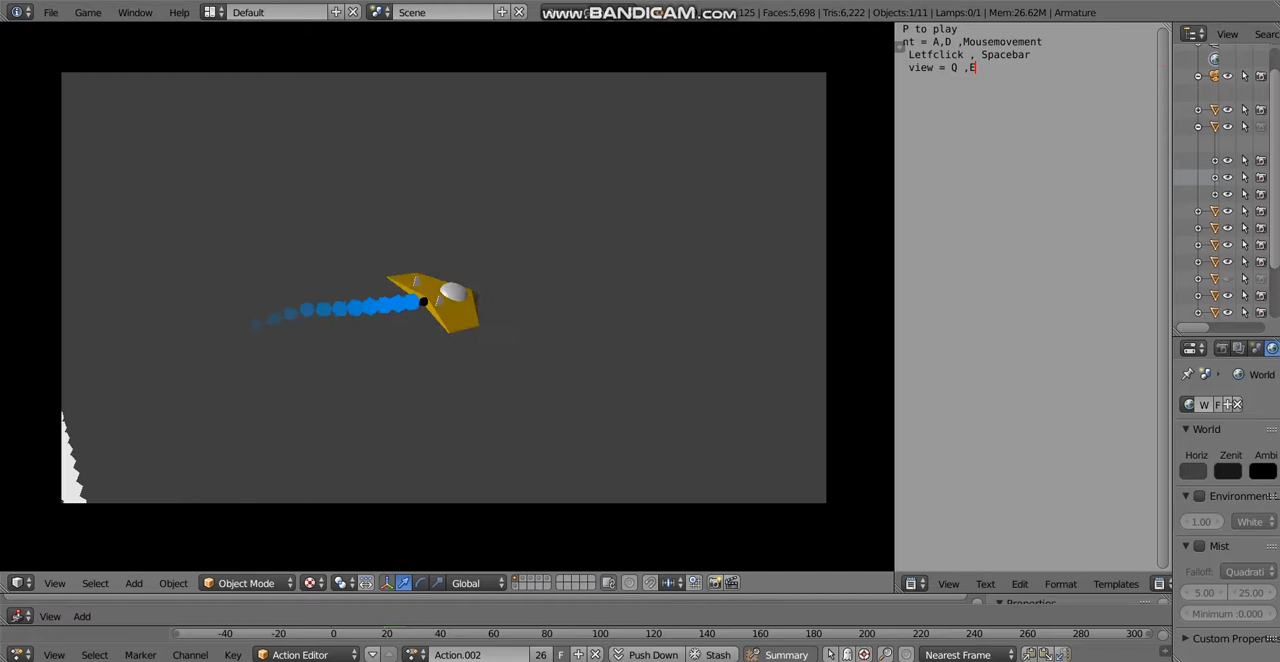 File Game Window Help Default Scene www.BANDICAM.com 125 | Faces:5,698 | Tris:6,222 | Objects:1/11 | Lamps:0/1 | Mem:26.62M | Armature
P to play
nt = A,D ,Mousemovement
Letfclick , Spacebar
view = Q ,E
View Searc
World
W F
World
Horiz Zenit Ambi
Environment
1.00 White
Mist
Falloff: Quadrati
5.00 25.00
Minimum :0.000
Custom Propertie
View Select Add Object Object Mode Global View Text Edit Format Templates
Properties
View Add
-40 -20 0 20 40 60 80 100 120 140 160 180 200 220 240 260 280 300
View Select Marker Channel Key Action Editor Action.002 26 F Push Down Stash Summary Nearest Frame